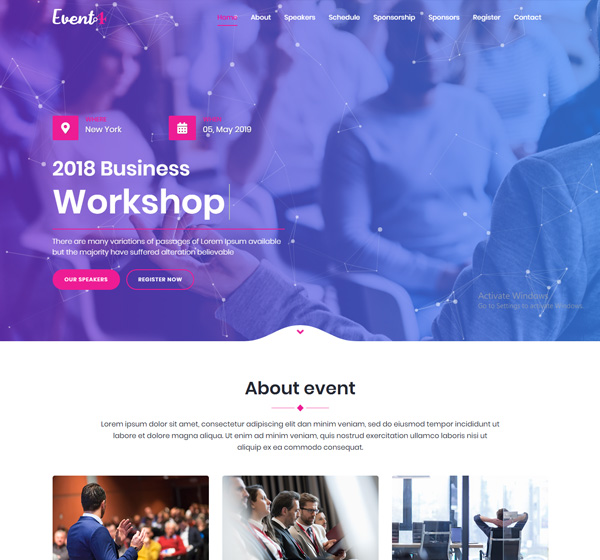 Event
Home About Speakers Schedule Sponsorship Sponsors Register Contact
WHERE
New York
05, May 2019
2018 Business
Workshop
There are many variations of passages of Lorem Ipsum available
but the majority have suffered alteration believable
OUR SPEAKERS REGISTER NOW
Activate Windows
Go to Settings to activate Windows.
About event
Lorem ipsum dolor sit amet, consectetur adipiscing elit dan minim veniam, sed do eiusmod tempor incididunt ut
labore et dolore magna aliqua. Ut enim ad minim veniam, quis nostrud exercitation ullamco laboris nisi ut
aliquip ex ea commodo consequat.